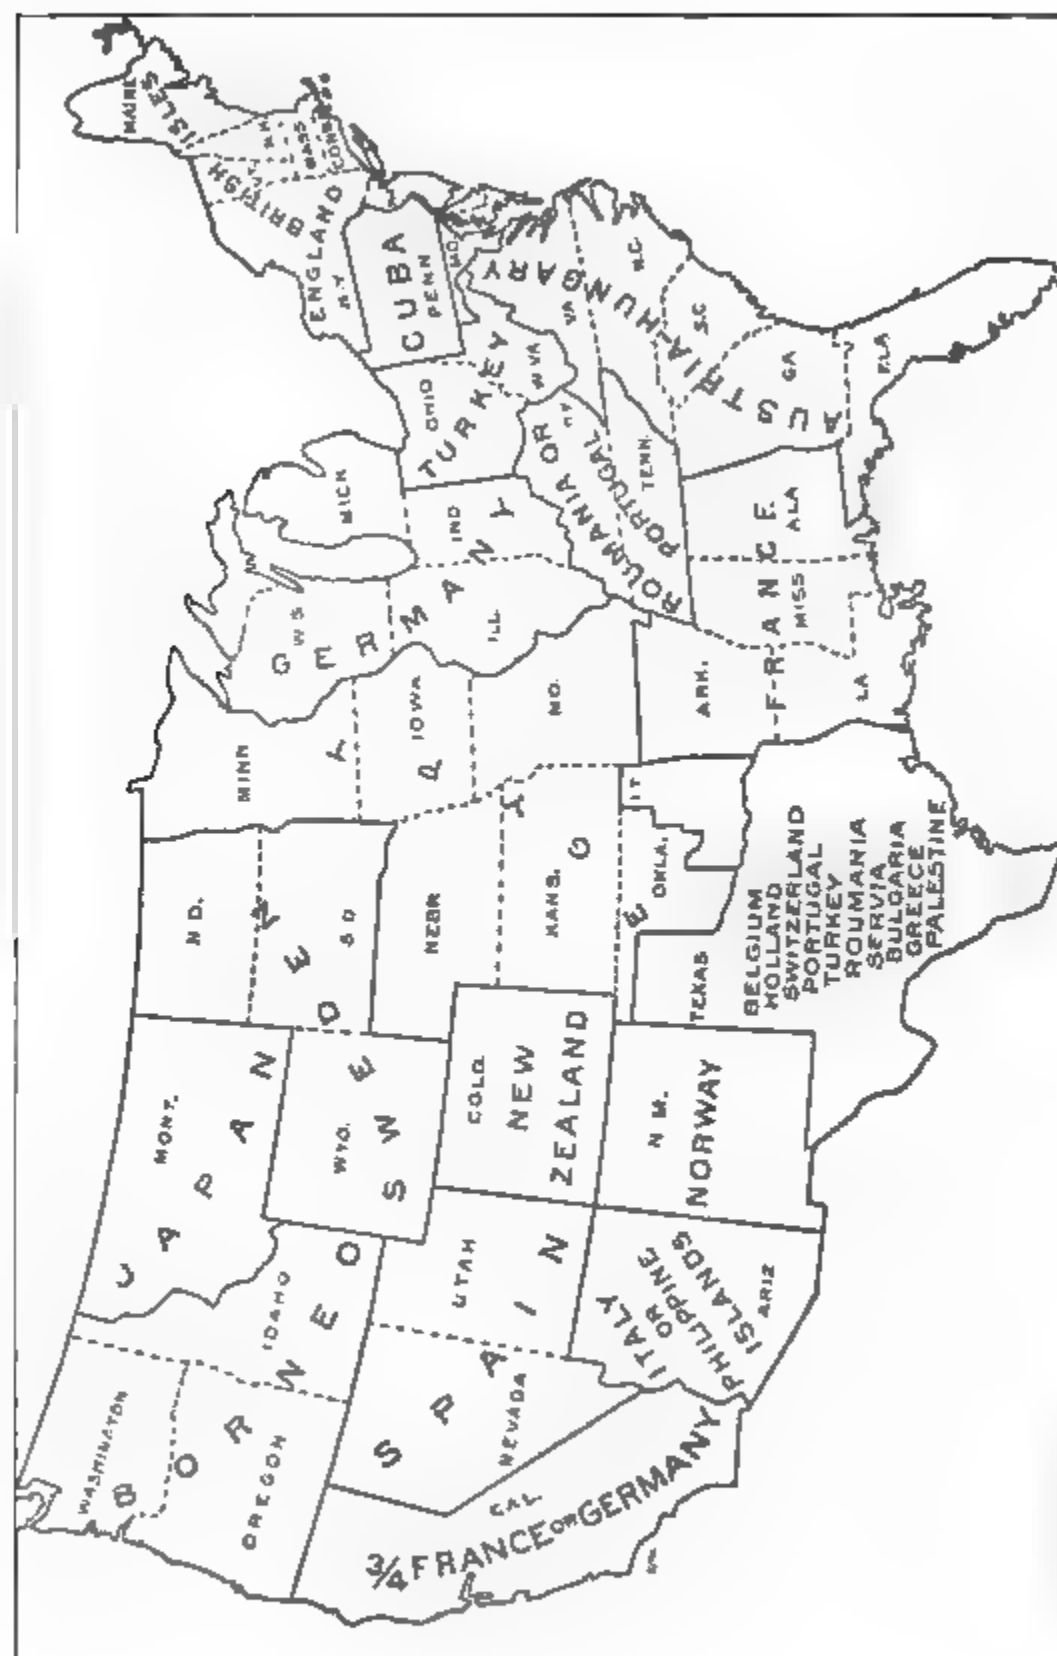 WASHINGTON
OREGON
IDAHO
BORNEO
MONT.
JAPAN
WYO.
SWEDEN
N D.
S D
MINN
NEBR
IOWA
KANS.
MO.
CAL.
3/4 FRANCE OR GERMANY
NEVADA
UTAH
SPAIN
ARIZ
ITALY
OR
PHILIPPINE
ISLANDS
COLO.
NEW
ZEALAND
N M.
NORWAY
OKLA.
I T
TEXAS
BELGIUM
HOLLAND
SWITZERLAND
PORTUGAL
TURKEY
ROUMANIA
SERVIA
BULGARIA
GREECE
PALESTINE
WIS
MICH
ILL.
IND
GERMANY
OHIO
W VA
TURKEY
KY
TENN.
ROUMANIA OR
PORTUGAL
ARK.
LA
MISS
ALA
FRANCE
VA
N.C.
S.C
GA
AUSTRIA-HUNGARY
FLA
MAINE
N.H.
MASS
CONN
N.Y
BRITISH ISLES
ENGLAND
CUBA
PENN
MD.